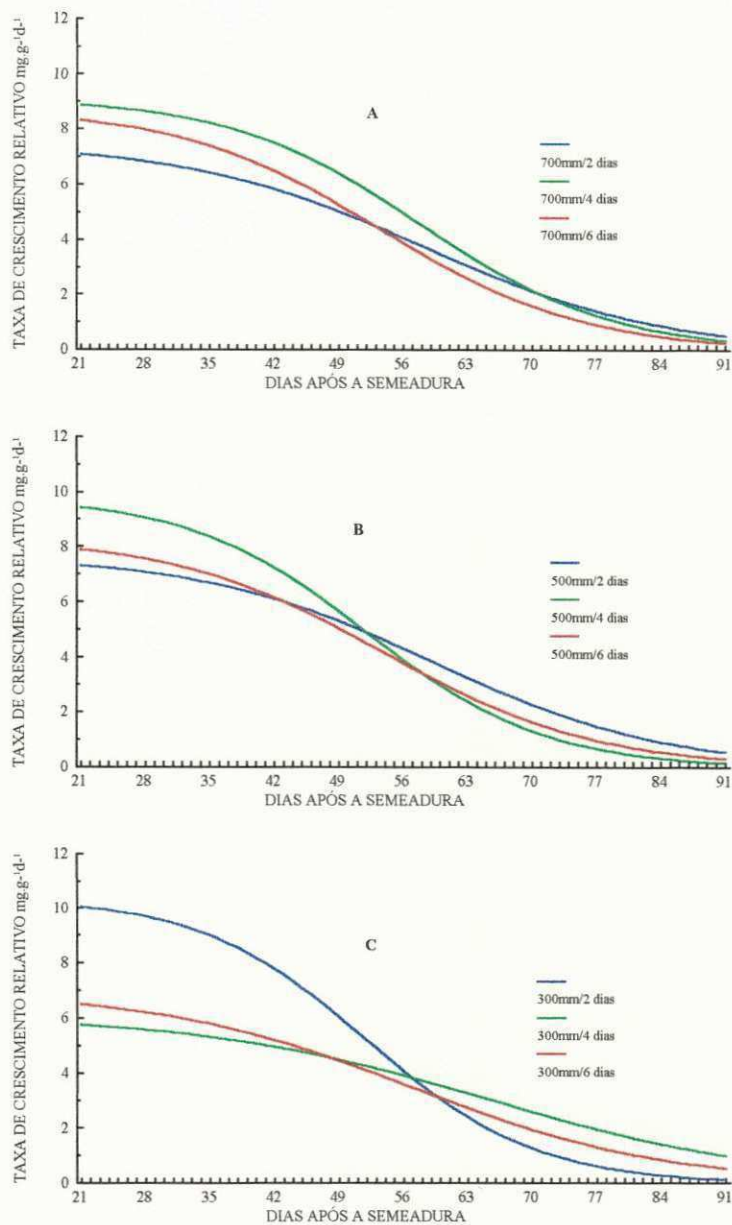 TAXA DE CRESCIMENTO RELATIVO mg.g-¹d-¹
12
10
8
6
4
2
0
A
700mm/2 dias
700mm/4 dias
700mm/6 dias
21 28 35 42 49 56 63 70 77 84 91
DIAS APÓS A SEMEADURA
TAXA DE CRESCIMENTO RELATIVO mg.g-¹d-¹
12
10
8
6
4
2
0
B
500mm/2 dias
500mm/4 dias
500mm/6 dias
21 28 35 42 49 56 63 70 77 84 91
DIAS APÓS A SEMEADURA
TAXA DE CRESCIMENTO RELATIVO mg.g-¹d-¹
12
10
8
6
4
2
0
C
300mm/2 dias
300mm/4 dias
300mm/6 dias
21 28 35 42 49 56 63 70 77 84 91
DIAS APÓS A SEMEADURA